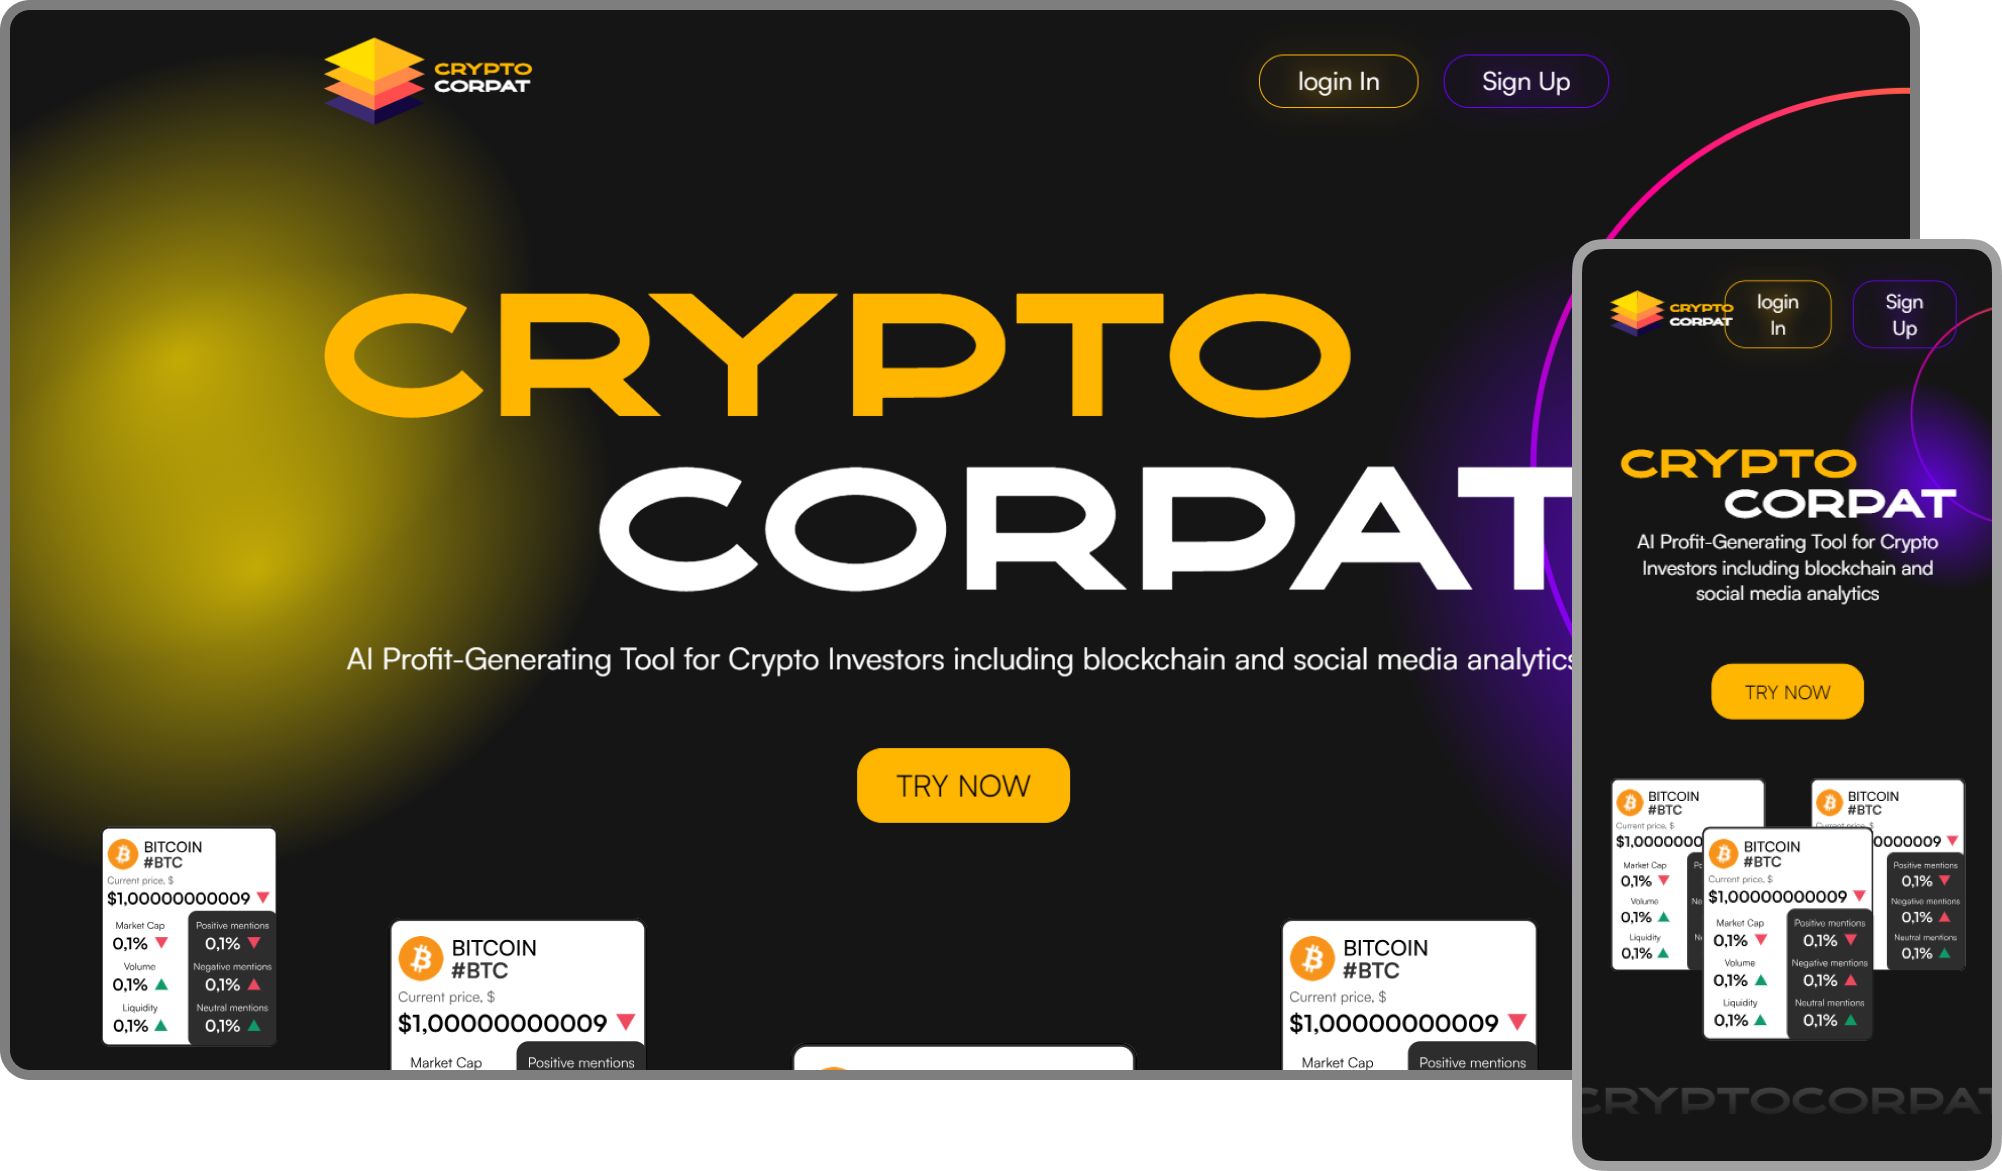 CRYPTO
CORPAT
login In
Sign Up
CRYPTO
CORPAT
AI Profit-Generating Tool for Crypto Investors including blockchain and social media analytics
TRY NOW
BITCOIN
#BTC
Current price, $
$1,00000000009
Market Cap
0,1%
Volume
0,1%
Liquidity
0,1%
Positive mentions
0,1%
Negative mentions
0,1%
Neutral mentions
0,1%
BITCOIN
#BTC
Current price, $
$1,00000000009
Market Cap
Positive mentions
BITCOIN
#BTC
Current price, $
$1,00000000009
Market Cap
Positive mentions
CRYPTO
CORPAT
login
In
Sign
Up
CRYPTO
CORPAT
AI Profit-Generating Tool for Crypto
Investors including blockchain and
social media analytics
TRY NOW
BITCOIN
#BTC
Current price, $
$1,0000000
Market Cap
0,1%
Volume
0,1%
Liquidity
0,1%
BITCOIN
#BTC
Current price, $
$1,00000000009
Market Cap
0,1%
Volume
0,1%
Liquidity
0,1%
Positive mentions
0,1%
Negative mentions
0,1%
Neutral mentions
0,1%
BITCOIN
#BTC
Current price, $
0000009
Positive mentions
0,1%
Negative mentions
0,1%
Neutral mentions
0,1%
CRYPTOCORPAT